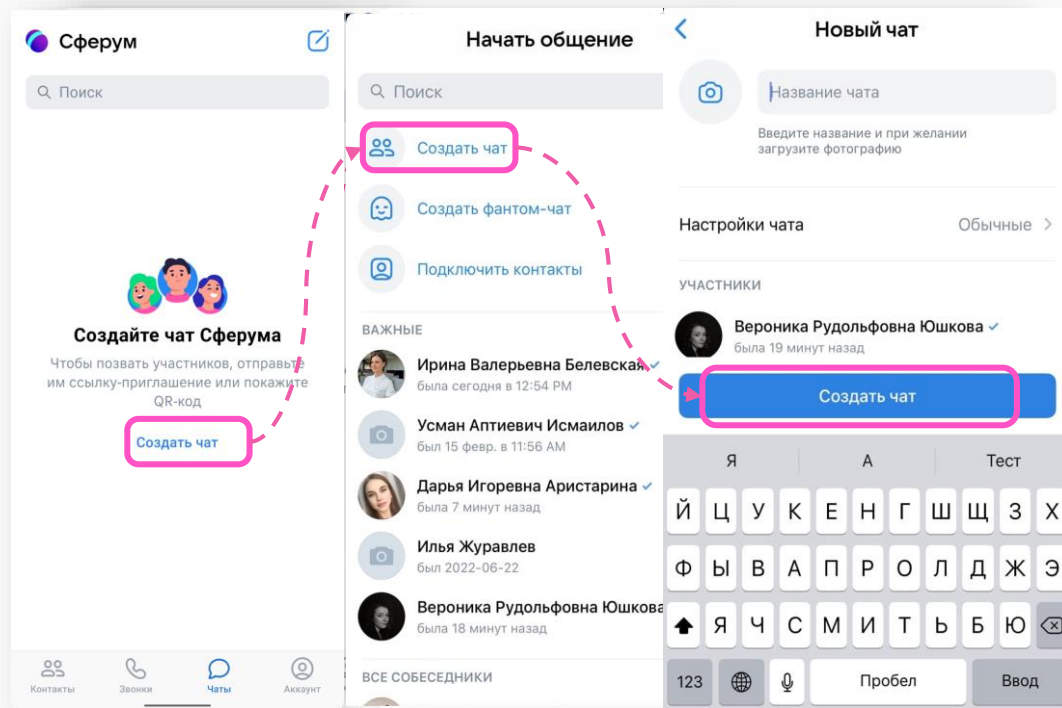 Сферум
Поиск
Создайте чат Сферума
Чтобы позвать участников, отправьте
им ссылку-приглашение или покажите
QR-код
Создать чат
Контакты
Звонки
Чаты
Аккаунт
Начать общение
Поиск
Создать чат
Создать фантом-чат
Подключить контакты
ВАЖНЫЕ
Ирина Валерьевна Белевская
была сегодня в 12:54 PM
Усман Аптиевич Исмаилов
был 15 февр. в 11:56 AM
Дарья Игоревна Аристарина
была 7 минут назад
Илья Журавлев
был 2022-06-22
Вероника Рудольфовна Юшкова
была 18 минут назад
ВСЕ СОБЕСЕДНИКИ
Новый чат
Название чата
Введите название и при желании
загрузите фотографию
Настройки чата Обычные
УЧАСТНИКИ
Вероника Рудольфовна Юшкова
была 19 минут назад
Создать чат
Я А Тест
Й Ц У К Е Н Г Ш Щ З Х
Ф Ы В А П Р О Л Д Ж Э
Я Ч С М И Т Ь Б Ю
123 Пробел Ввод